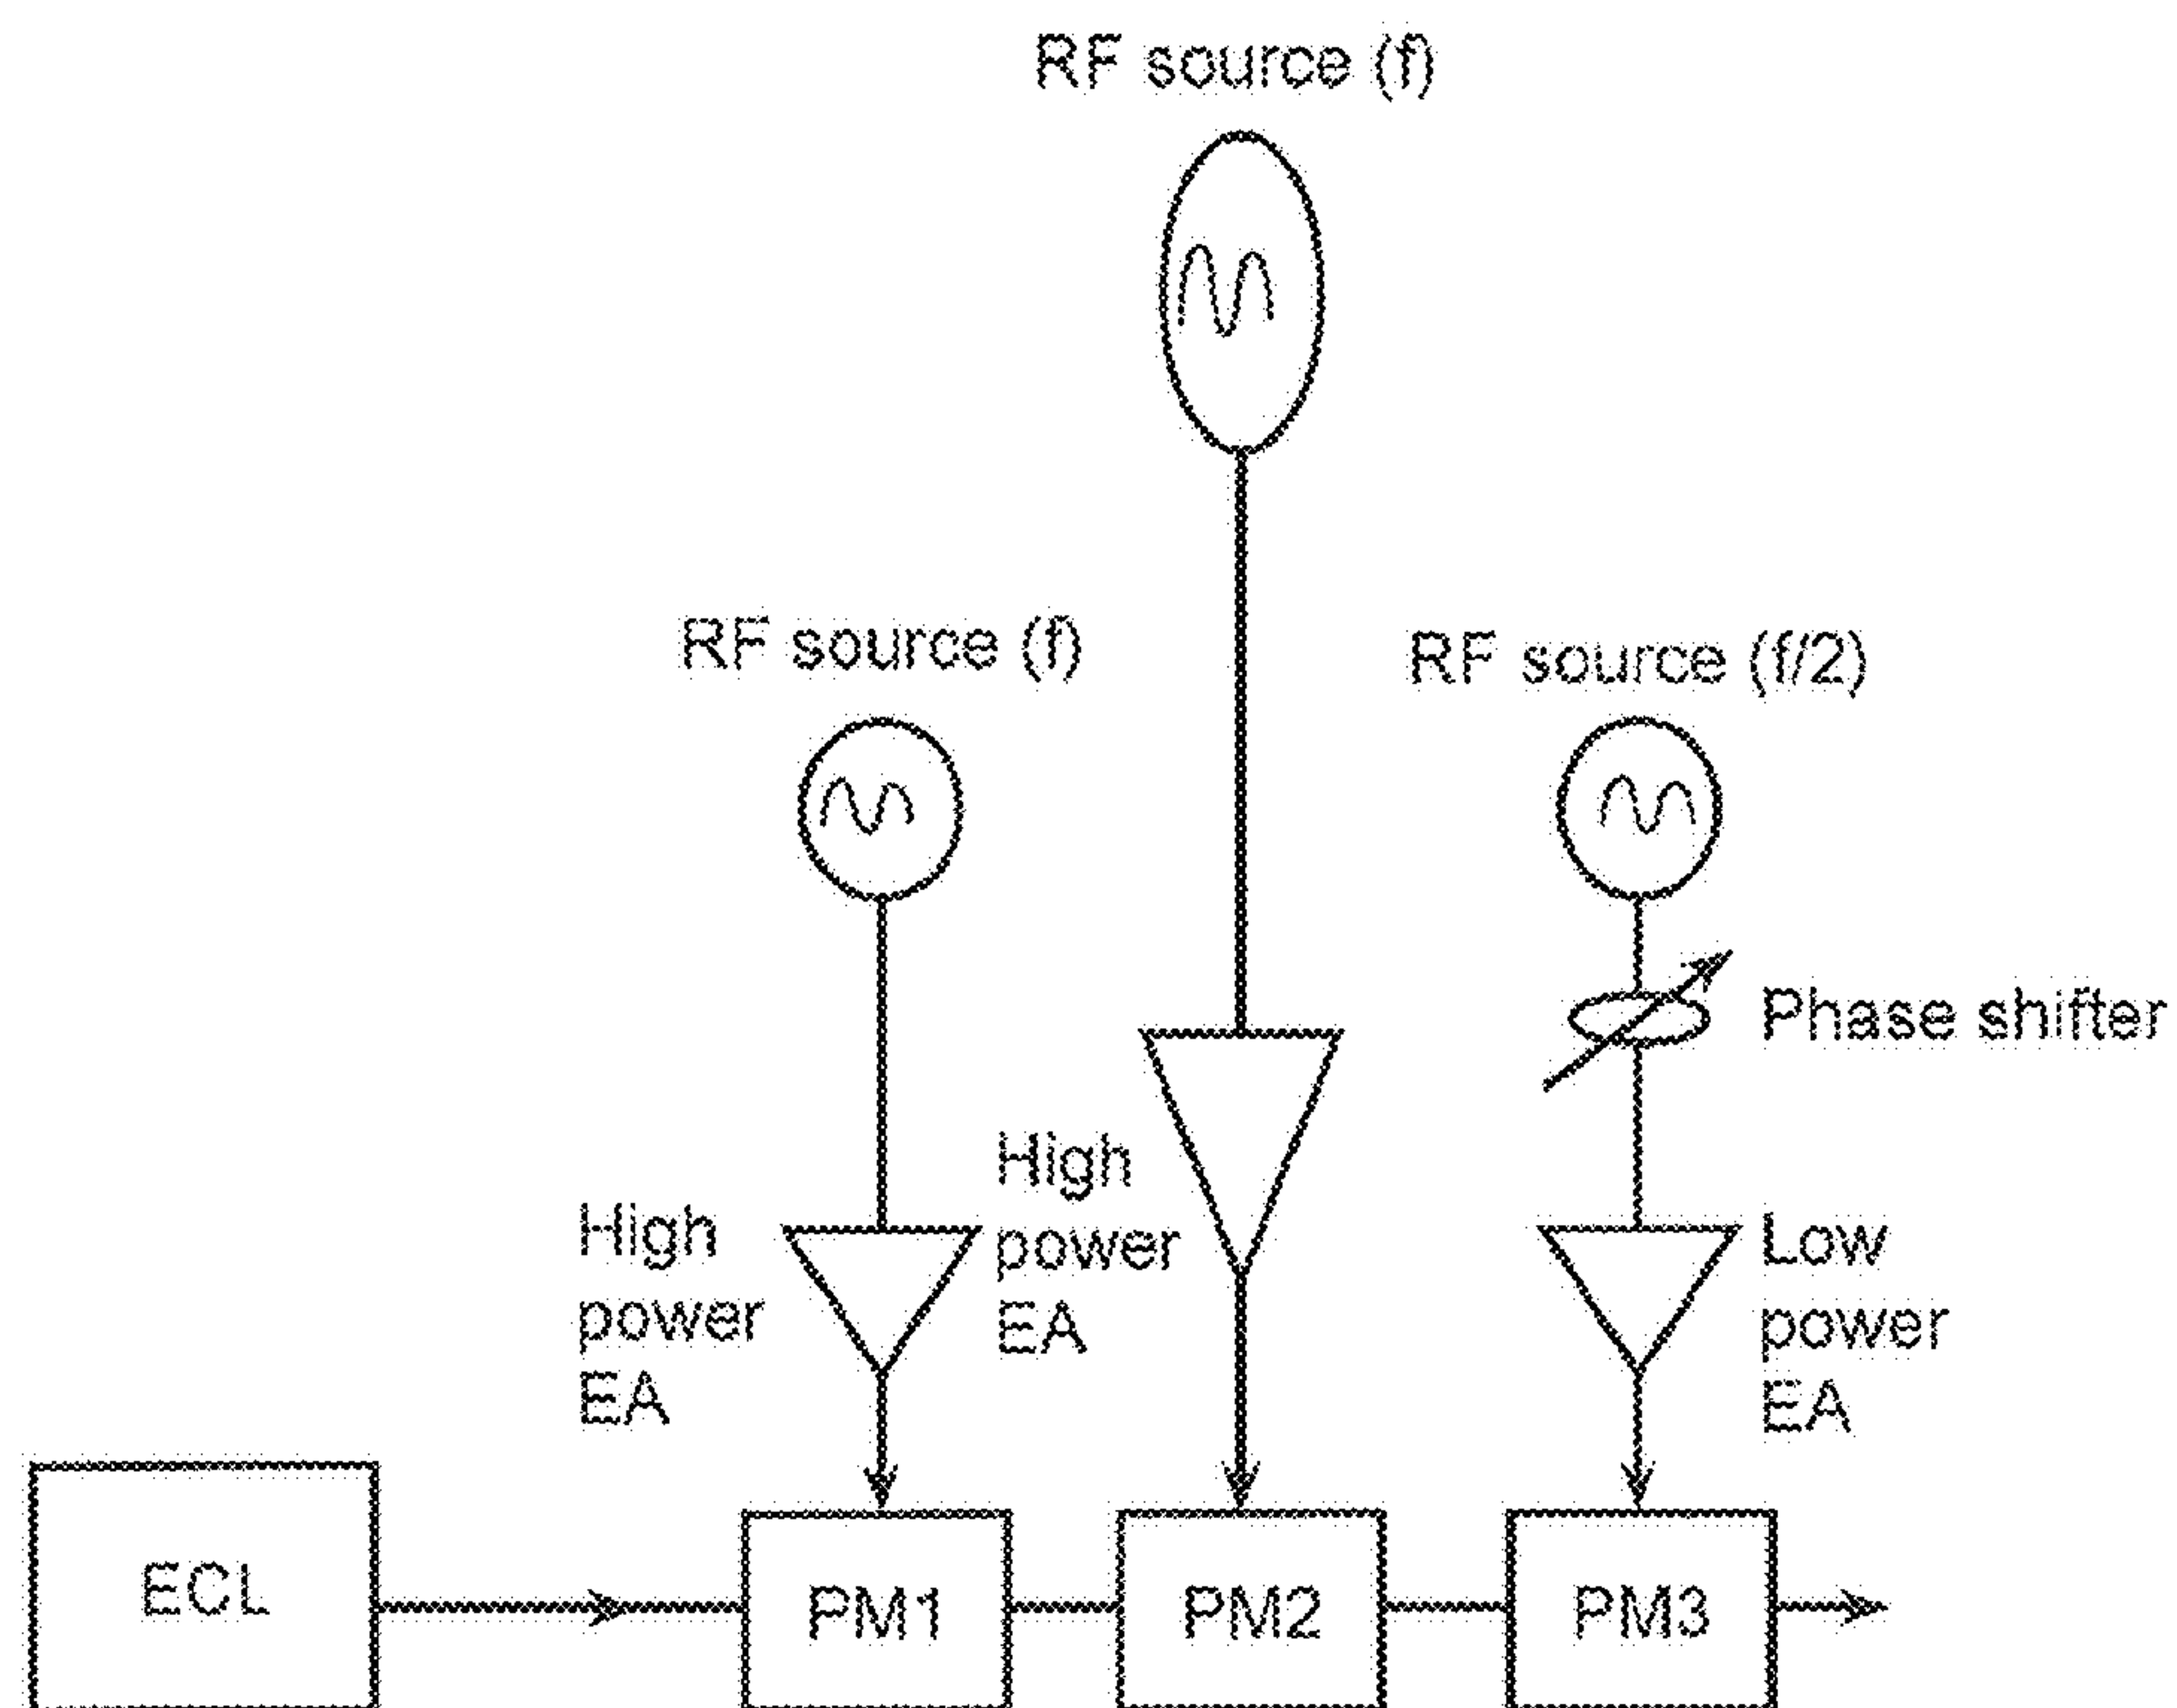 RF source (f)
RF source (f)
RF source (f/2)
Phase shifter
High
power
EA
High
power
EA
Low
power
EA
ECL
PM1
PM2
PM3